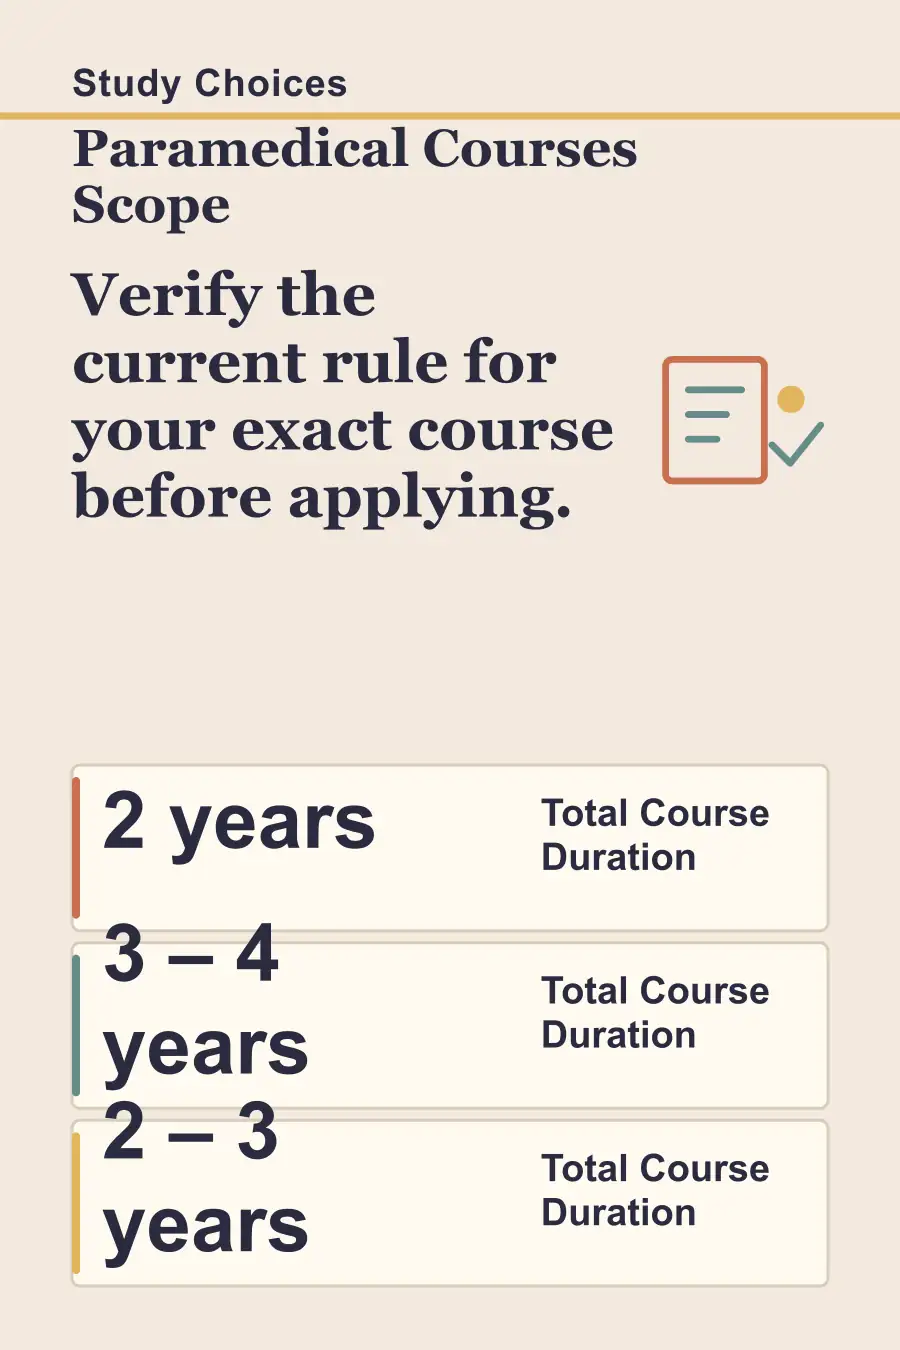 Study Choices
Paramedical Courses
Scope
Verify the
current rule for
your exact course
before applying.
2 years
Total Course
Duration
3 – 4
years
Total Course
Duration
2 – 3
years
Total Course
Duration